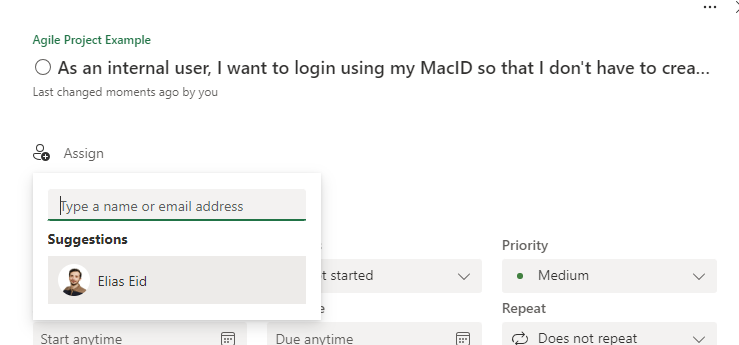 Agile Project Example
As an internal user, I want to login using my MacID so that I don't have to crea...
Last changed moments ago by you
Assign
Type a name or email address
Suggestions
Elias Eid
Priority
t started
Medium
Repeat
Start anytime
Due anytime
Does not repeat